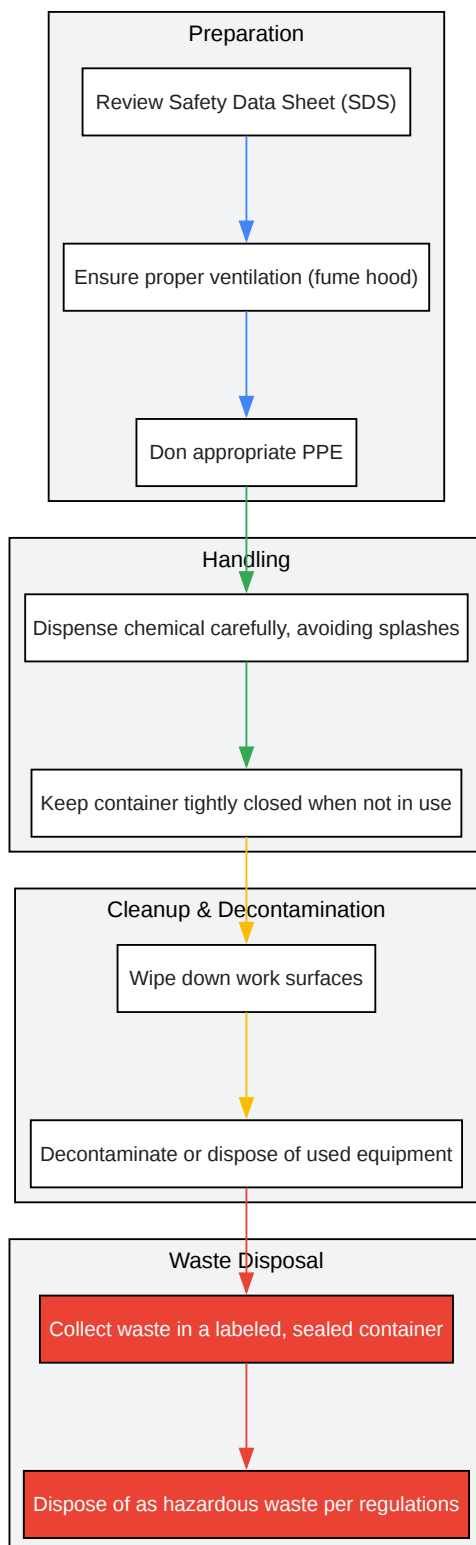 Preparation
Review Safety Data Sheet (SDS)
Ensure proper ventilation (fume hood)
Don appropriate PPE
Handling
Dispense chemical carefully, avoiding splashes
Keep container tightly closed when not in use
Cleanup & Decontamination
Wipe down work surfaces
Decontaminate or dispose of used equipment
Waste Disposal
Collect waste in a labeled, sealed container
Dispose of as hazardous waste per regulations